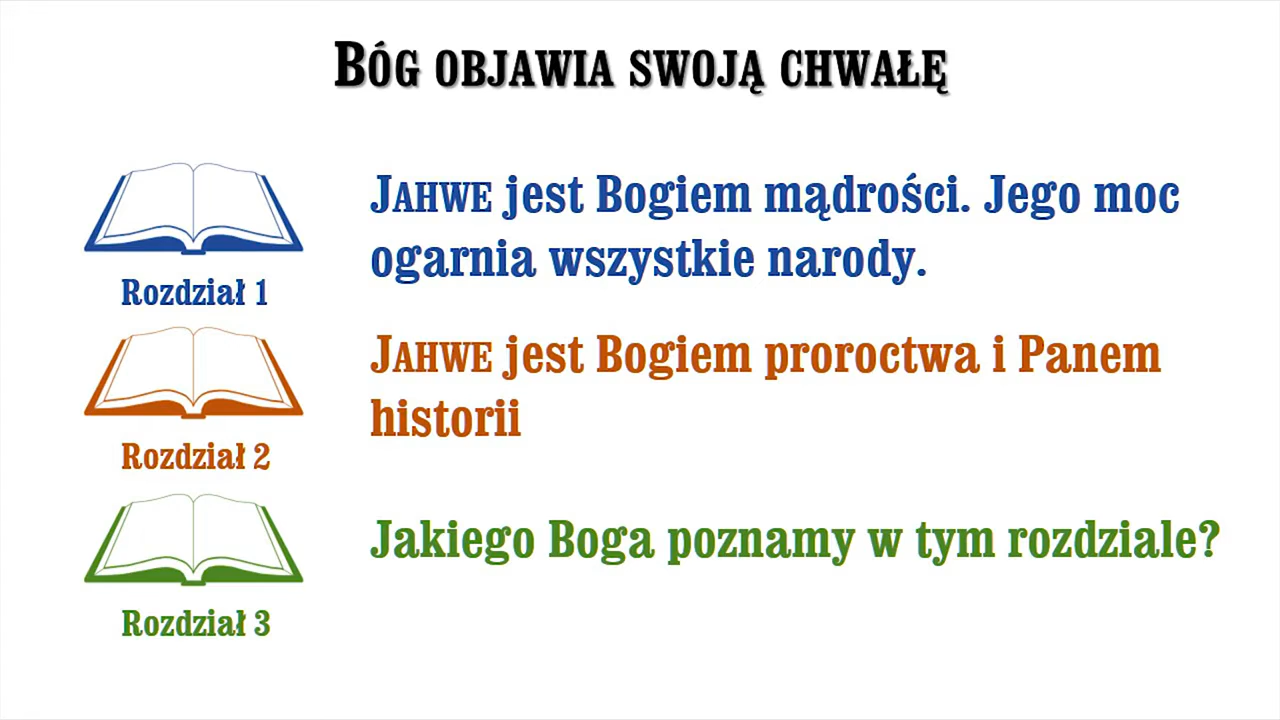 BÓG OBJAWIA SWOJĄ CHWAŁĘ
JAHWE jest Bogiem mądrości. Jego moc
ogarnia wszystkie narody.
Rozdział 1
JAHWE jest Bogiem proroctwa i Panem
historii
Rozdział 2
Jakiego Boga poznamy w tym rozdziale?
Rozdział 3